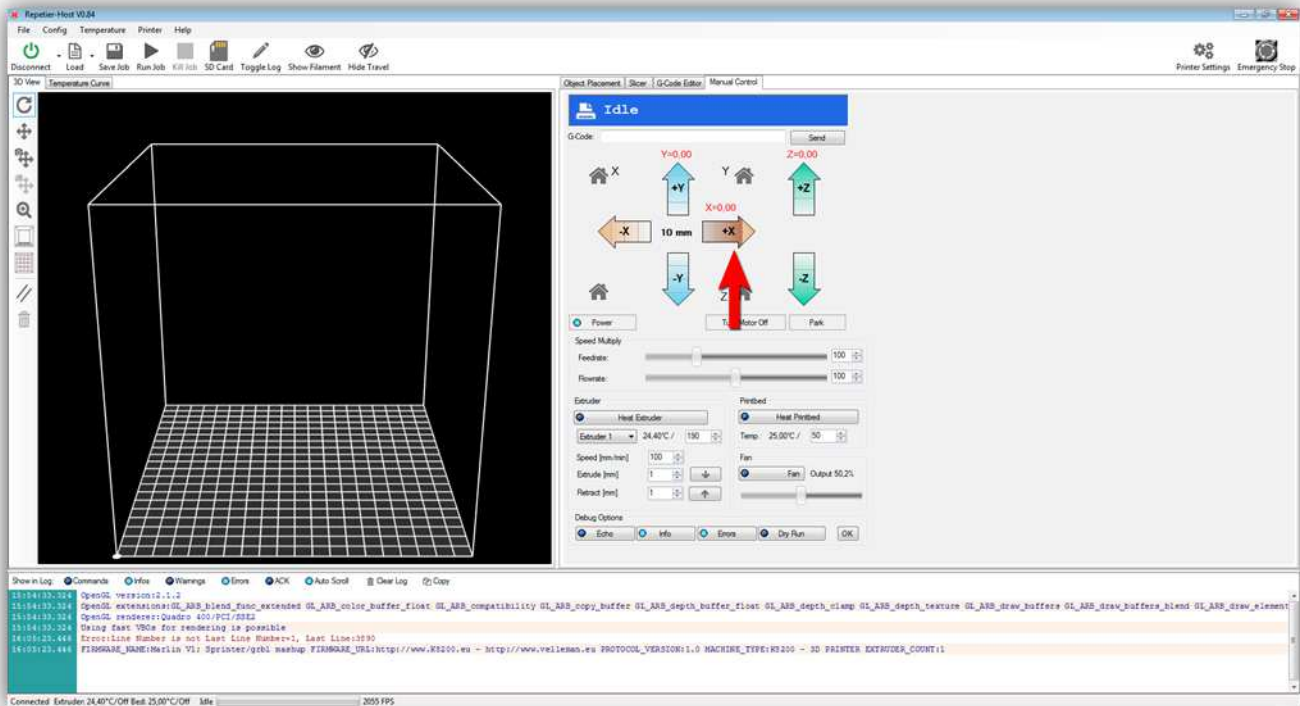 Repetier-Host V0.84
File Config Temperature Printer Help
Disconnect Load Save Job Run Job Kill Job SD Card Toggle Log Show Filament Hide Travel Printer Settings Emergency Stop
3D View Temperature Curve Object Placement Slicer G-Code Editor Manual Control
Idle
G-Code: Send
Y=0,00 Z=0,00
X Y
+Y +Z
X=0,00
-X 10 mm +X
-Y -Z
Z
Power Motor Off Park
Speed Multiply
Feedrate: 100
Flowrate: 100
Extruder Printbed
Heat Extruder Heat Printbed
Extruder 1 24,40°C / 190 Temp. 25,00°C / 50
Speed [mm/min] 100 Fan
Extrude [mm] 1 Fan Output 50,2%
Retract [mm] 1
Debug Options
Echo Info Errors Dry Run OK
Show in Log: Commands Infos Warnings Errors ACK Auto Scroll Clear Log Copy
15:54:33.324 OpenGL version:2.1.2
15:54:33.324 OpenGL extensions:GL_ARB_blend_func_extended GL_ARB_color_buffer_float GL_ARB_compatibility GL_ARB_copy_buffer GL_ARB_depth_buffer_float GL_ARB_depth_clamp GL_ARB_depth_texture GL_ARB_draw_buffers GL_ARB_draw_buffers_blend GL_ARB_draw_element
15:54:33.324 OpenGL renderer:Quadro 400/PCI/SSE2
15:54:33.324 Using fast VBOs for rendering is possible
16:05:23.446 Error:Line Number is not Last Line Number+1, Last Line:3890
16:05:23.446 FIRMWARE_NAME:Marlin V1; Sprinter/grbl mashup FIRMWARE_URL:http://www.K8200.eu - http://www.velleman.eu PROTOCOL_VERSION:1.0 MACHINE_TYPE:K8200 - 3D PRINTER EXTRUDER_COUNT:1
Connected Extruder: 24,40°C/Off Bed: 25,00°C/Off Idle 2055 FPS